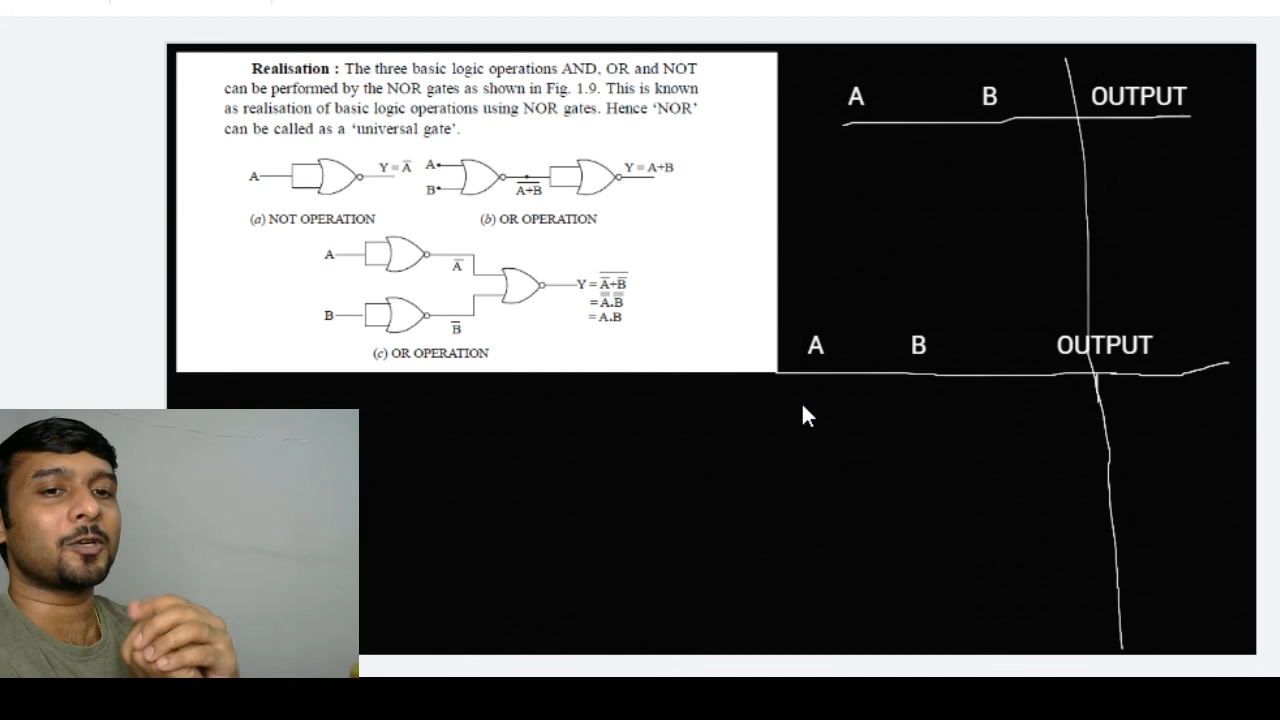 Realisation : The three basic logic operations AND, OR and NOT
can be performed by the NOR gates as shown in Fig. 1.9. This is known
as realisation of basic logic operations using NOR gates. Hence ‘NOR’
can be called as a ‘universal gate’.
A Y = A̅ A B A̅+̅B̅ Y = A+B
(a) NOT OPERATION (b) OR OPERATION
A A̅
B B̅
Y = A̅̅+̅B̅̅
= A̅̅.B̅̅
= A.B
(c) OR OPERATION
A B OUTPUT
A B OUTPUT